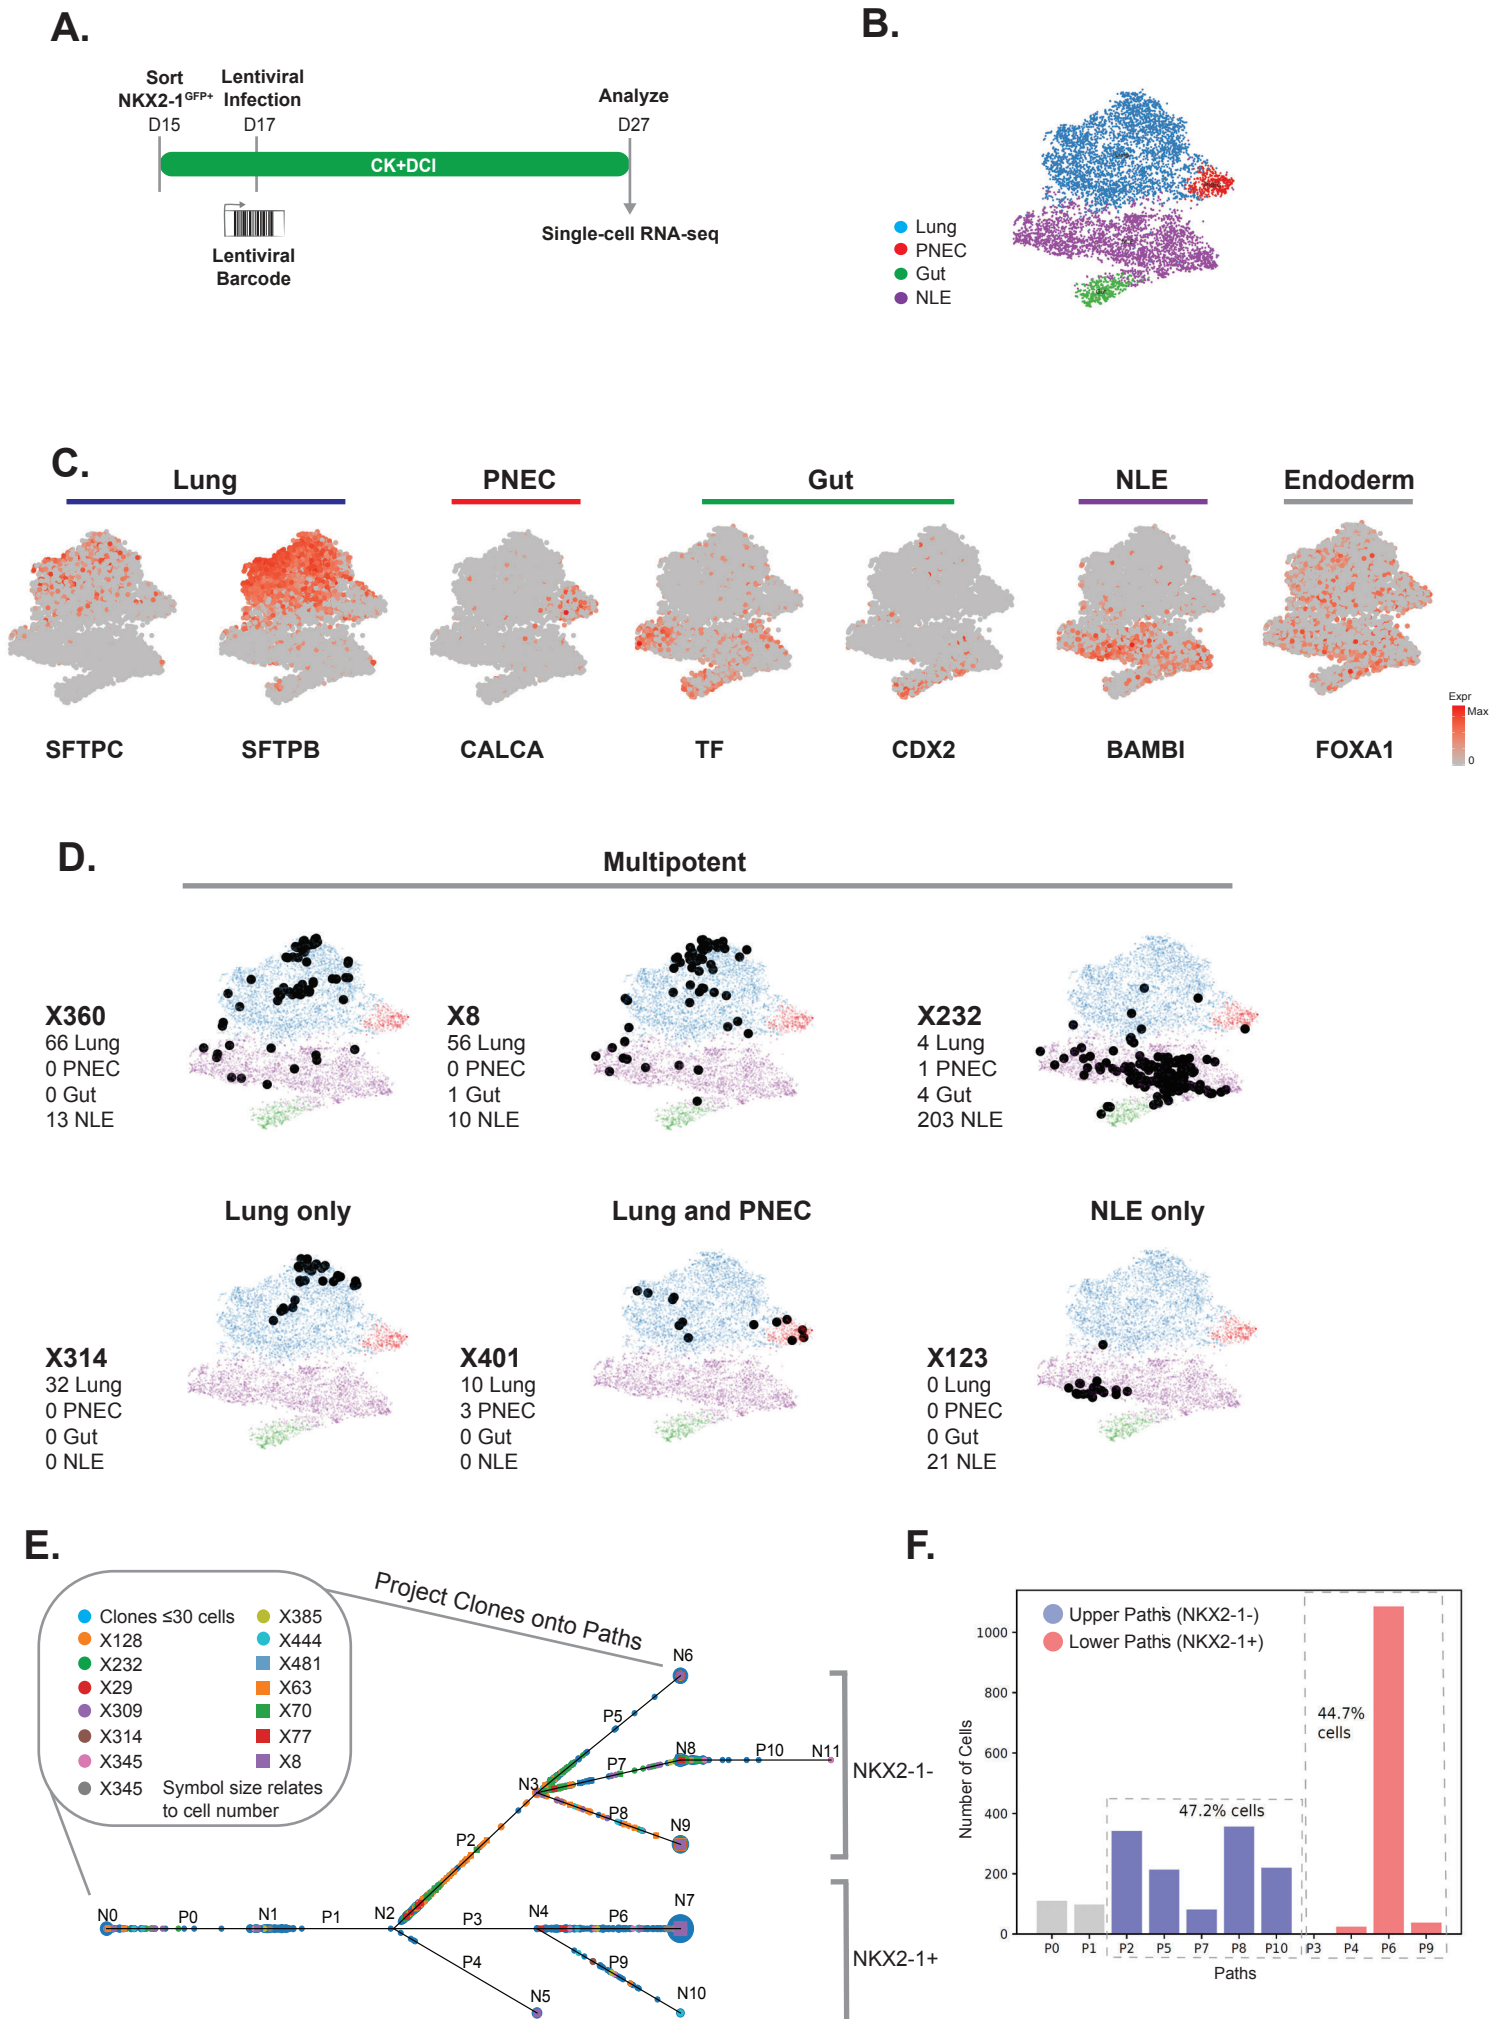 A.
Sort
NKX2-1GFP+
D15
Lentiviral
Infection
D17
Analyze
D27
CK+DCI
Lentiviral
Barcode
Single-cell RNA-seq
B.
Lung
PNEC
Gut
NLE
C.
Lung
PNEC
Gut
NLE
Endoderm
SFTPC
SFTPB
CALCA
TF
CDX2
BAMBI
FOXA1
Expr
Max
0
D.
Multipotent
X360
66 Lung
0 PNEC
0 Gut
13 NLE
X8
56 Lung
0 PNEC
1 Gut
10 NLE
X232
4 Lung
1 PNEC
4 Gut
203 NLE
Lung only
X314
32 Lung
0 PNEC
0 Gut
0 NLE
Lung and PNEC
X401
10 Lung
3 PNEC
0 Gut
0 NLE
NLE only
X123
0 Lung
0 PNEC
0 Gut
21 NLE
E.
Clones ≤30 cells
X128
X232
X29
X309
X314
X345
X345
X385
X444
X481
X63
X70
X77
X8
Symbol size relates
to cell number
Project Clones onto Paths
N6
P5
N8
P10
N11
P7
N3
P8
N9
P2
NKX2-1-
N0
P0
N1
P1
N2
P3
N4
P6
N7
P4
P9
N5
N10
NKX2-1+
F.
Upper Paths (NKX2-1-)
Lower Paths (NKX2-1+)
Number of Cells
1000
800
600
400
200
0
47.2% cells
44.7%
cells
P0 P1 P2 P5 P7 P8 P10 P3 P4 P6 P9
Paths